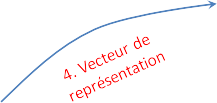 4. Vecteur de
représentation